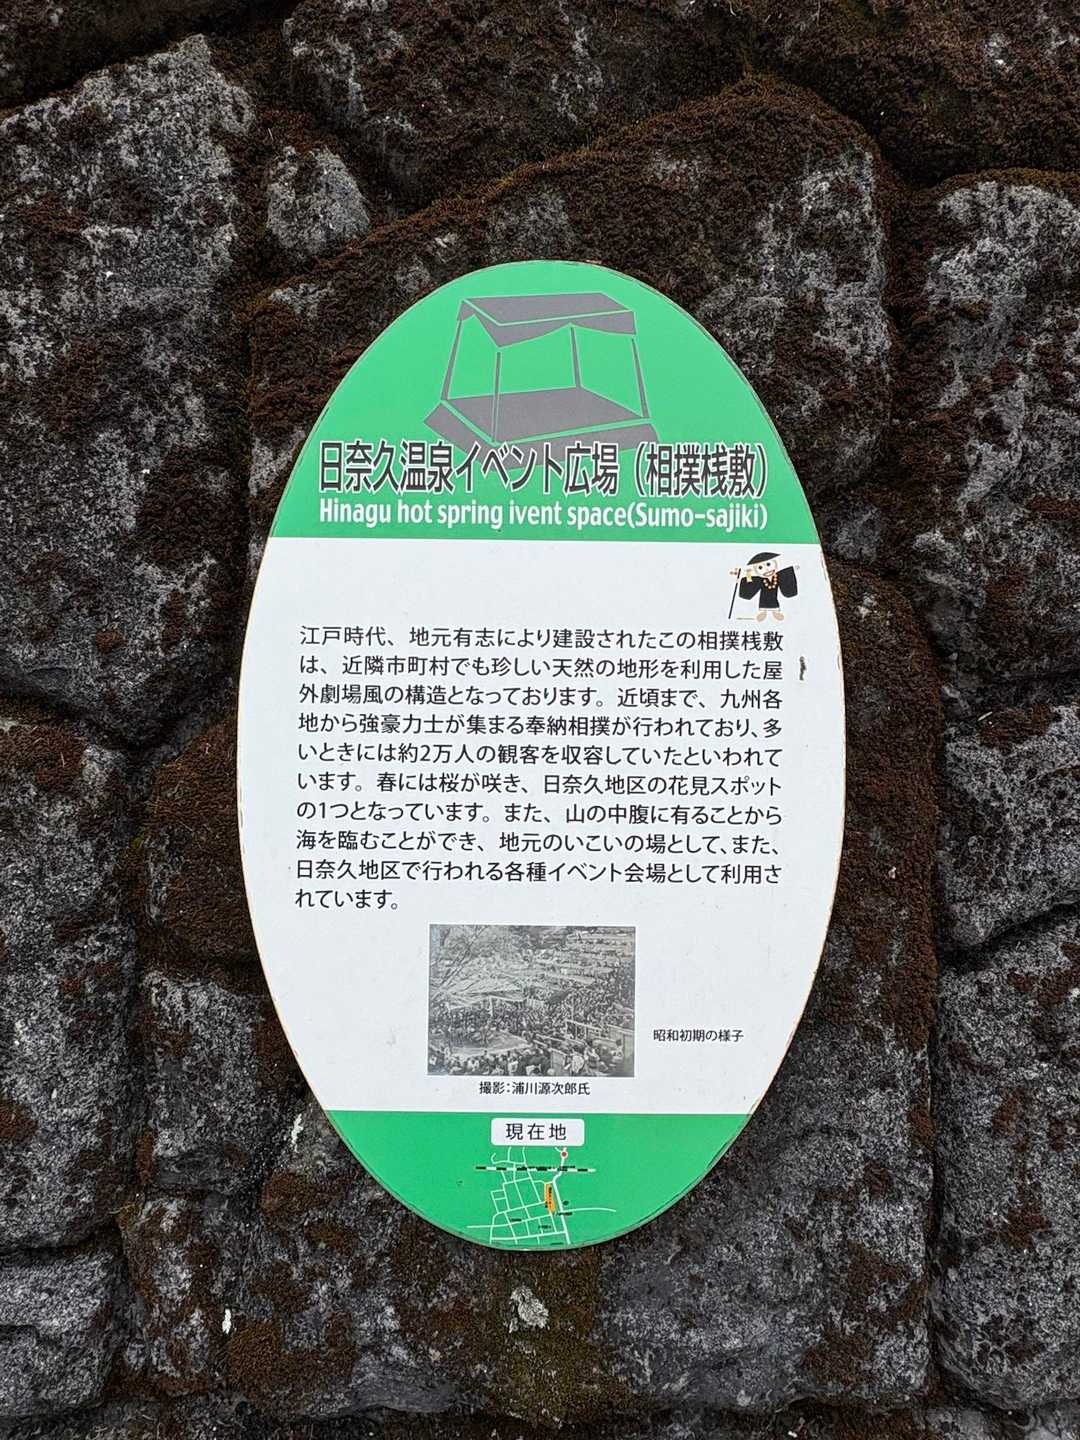 日奈久温泉イベント広場（相撲桟敷）
Hinagu hot spring ivent space(Sumo-sajiki)
江戸時代、地元有志により建設されたこの相撲桟敷
は、近隣市町村でも珍しい天然の地形を利用した屋
外劇場風の構造となっております。近頃まで、九州各
地から強豪力士が集まる奉納相撲が行われており、多
いときには約2万人の観客を収容していたといわれて
います。春には桜が咲き、日奈久地区の花見スポット
の1つとなっています。また、山の中腹に有ることから
海を臨むことができ、地元のいこいの場として、また、
日奈久地区で行われる各種イベント会場として利用さ
れています。
昭和初期の様子
撮影：浦川源次郎氏
現在地